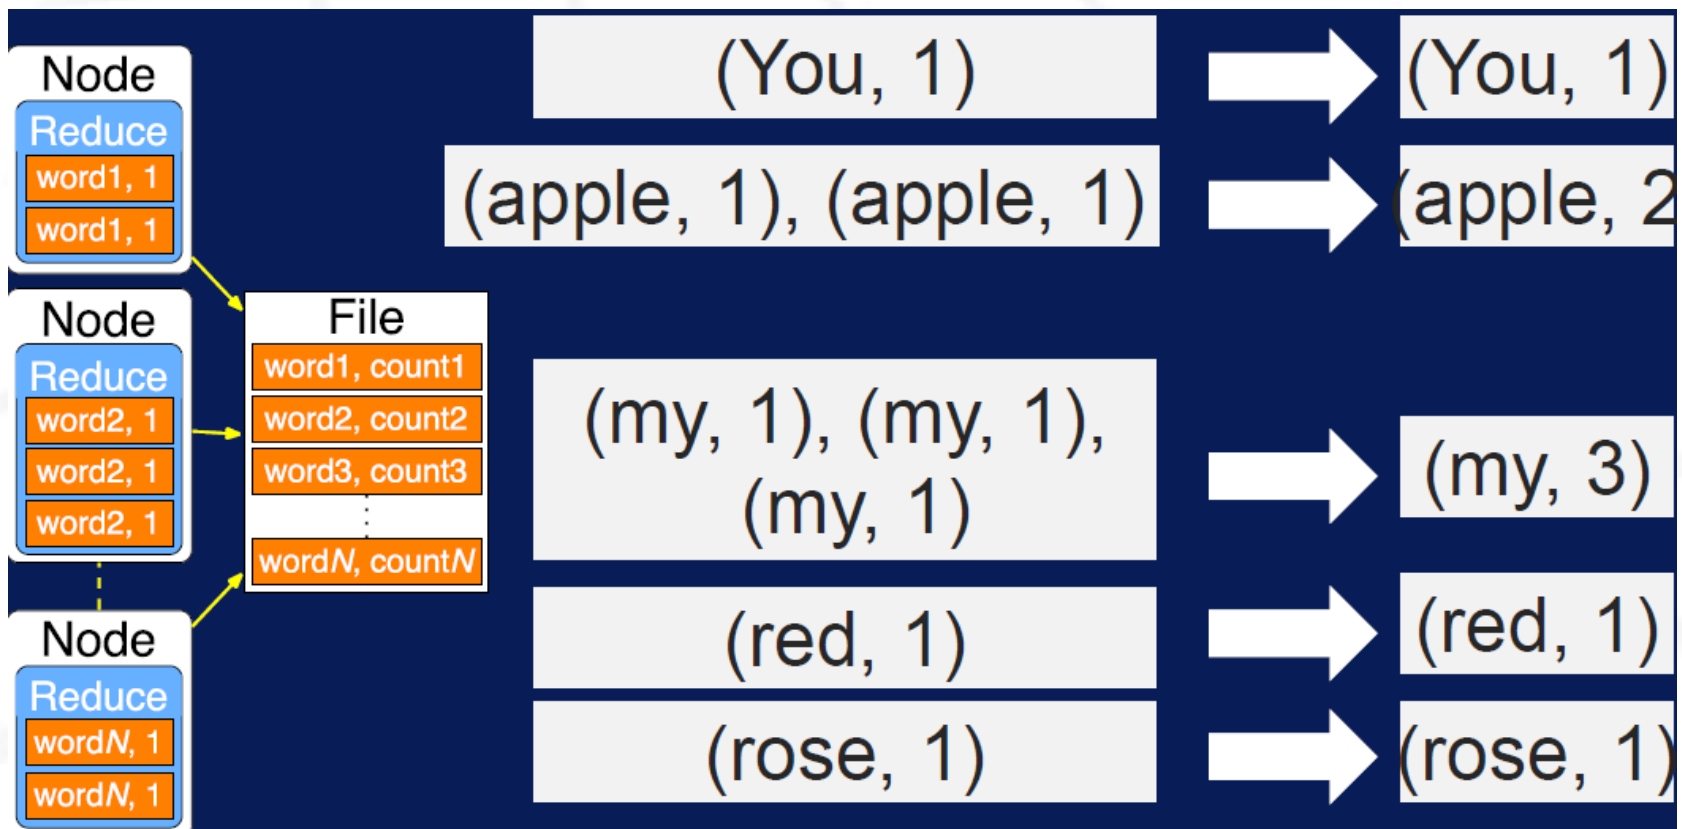 Node
Reduce
word1, 1
word1, 1
Node
Reduce
word2, 1
word2, 1
word2, 1
Node
Reduce
wordN, 1
wordN, 1
File
word1, count1
word2, count2
word3, count3
wordN, countN
(You, 1)
(You, 1)
(apple, 1), (apple, 1)
(apple, 2
(my, 1), (my, 1),
(my, 1)
(my, 3)
(red, 1)
(red, 1)
(rose, 1)
(rose, 1)